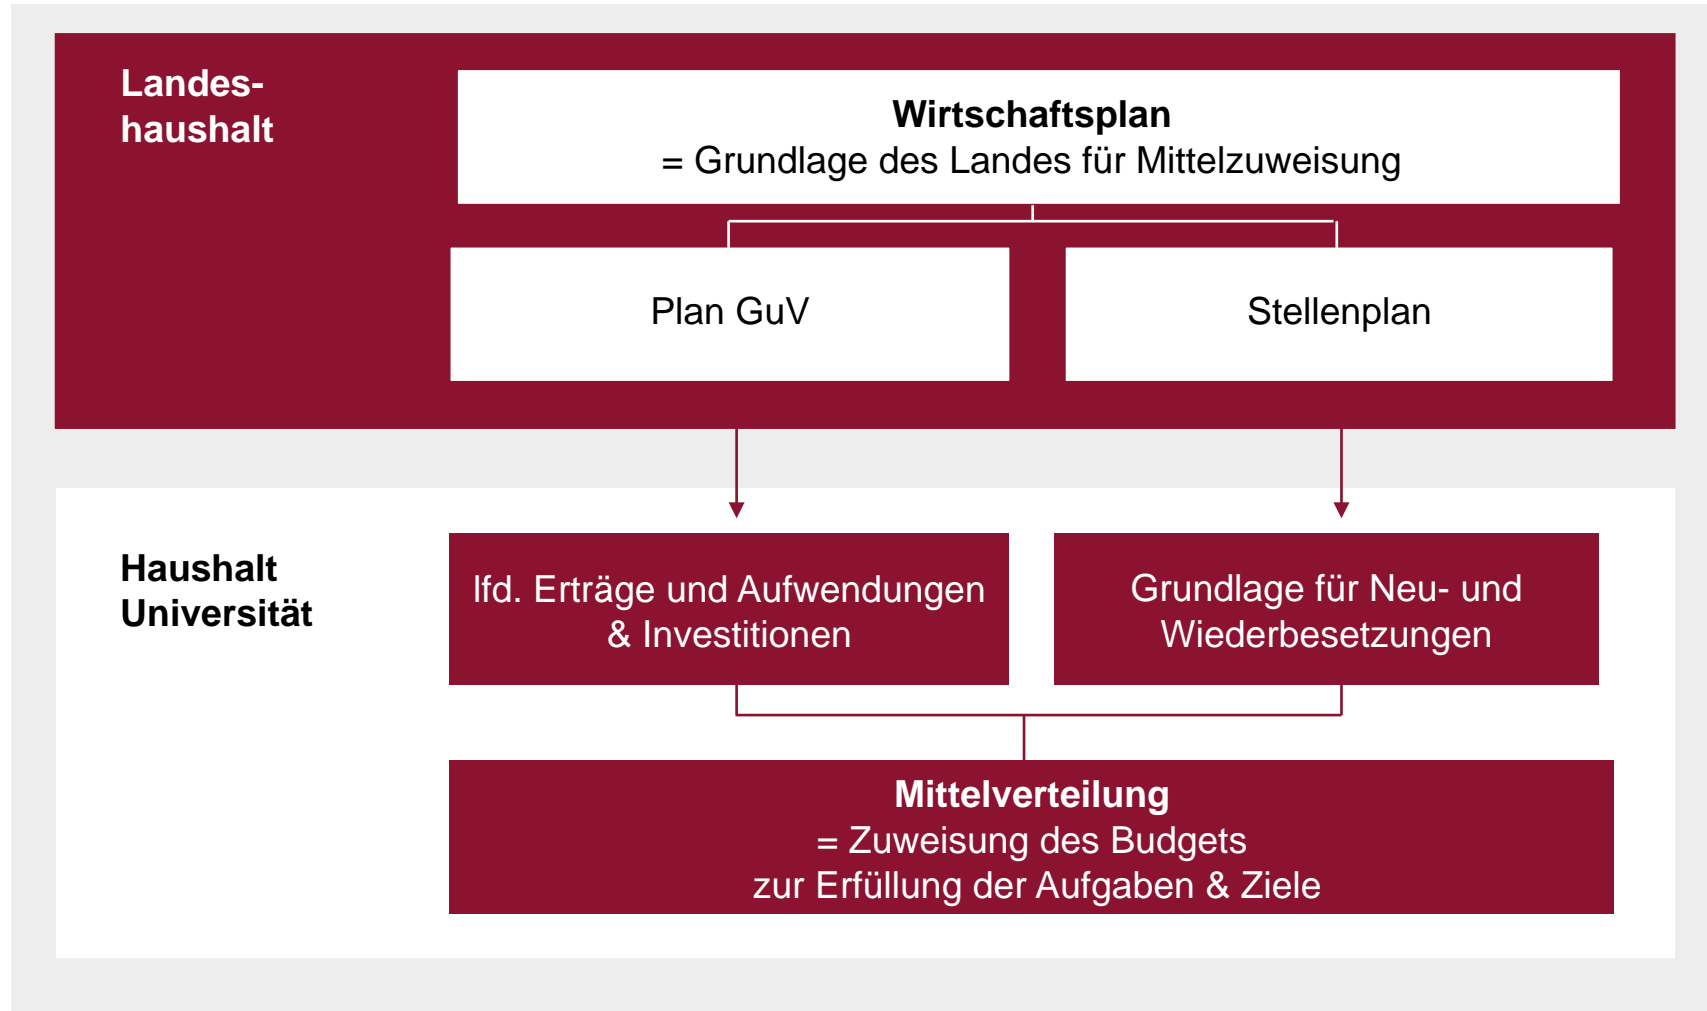 Landes-
haushalt
Wirtschaftsplan
= Grundlage des Landes für Mittelzuweisung
Plan GuV
Stellenplan
Haushalt
Universität
lfd. Erträge und Aufwendungen
& Investitionen
Grundlage für Neu- und
Wiederbesetzungen
Mittelverteilung
= Zuweisung des Budgets
zur Erfüllung der Aufgaben & Ziele